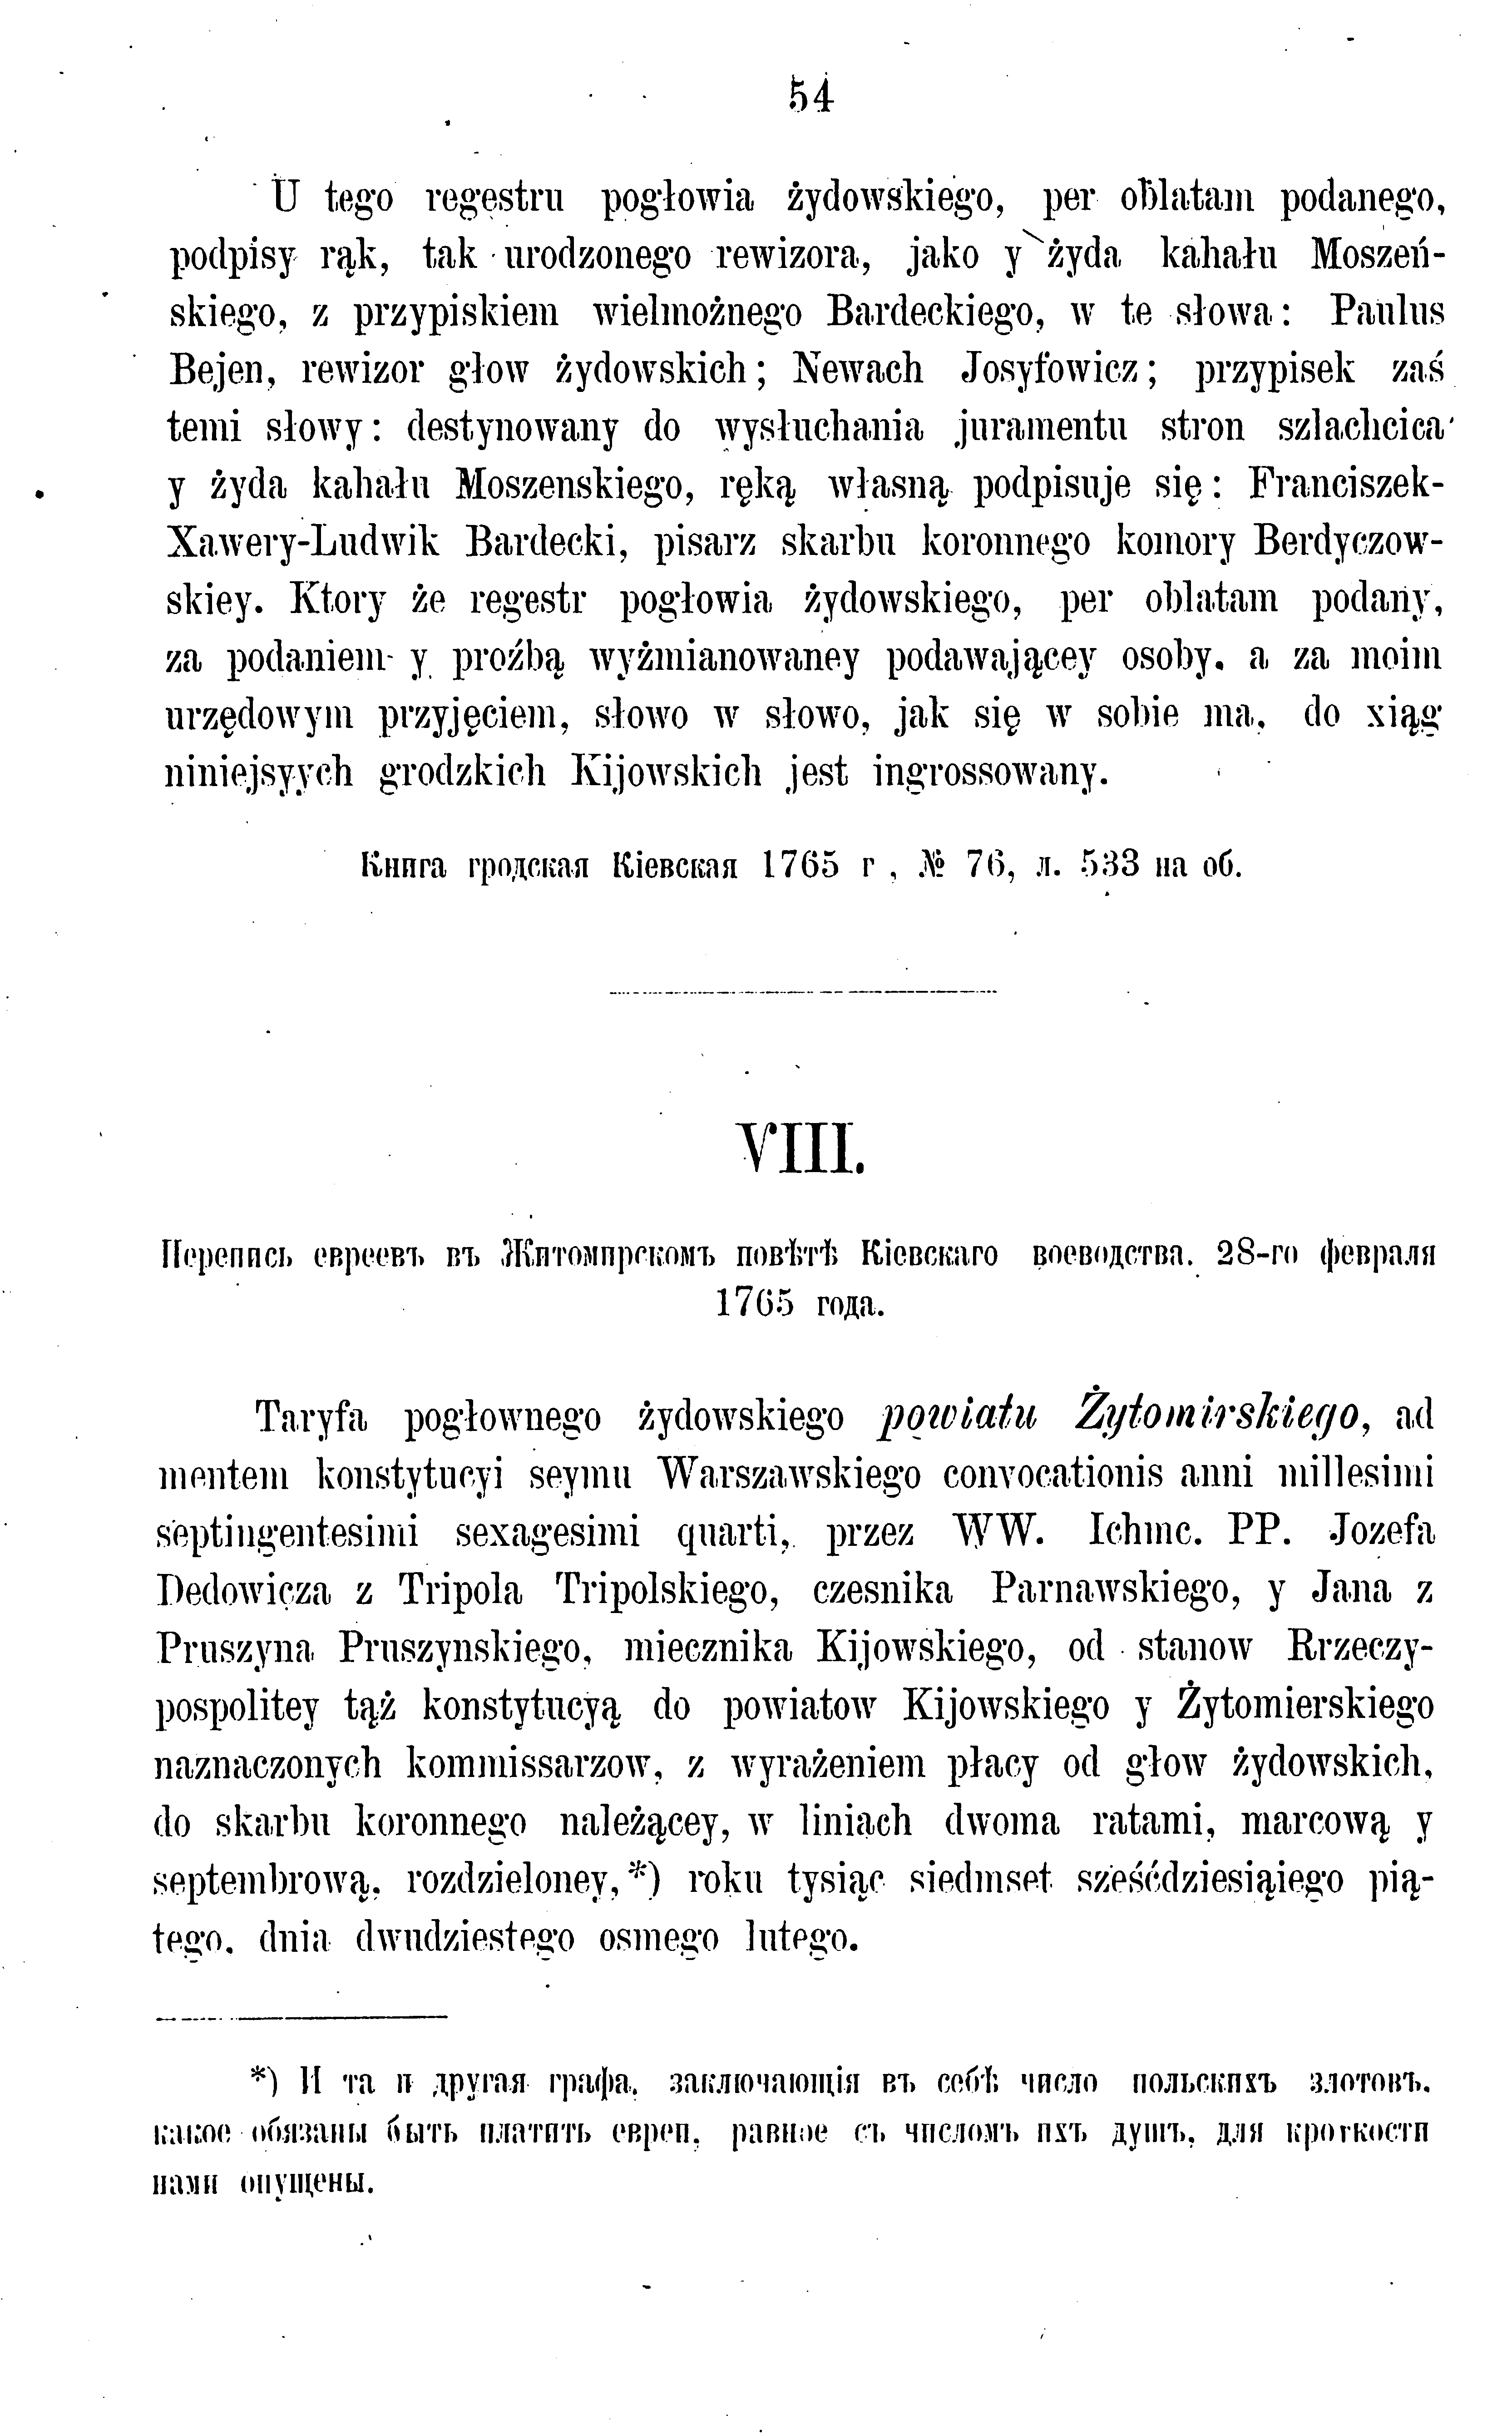 54
U tego regestru pogłowia żydowskiego, per oblatam podanego,
podpisy rąk, tak urodzonego rewizora, jako y żyda kahału Moszeń-
skiego, z przypiskiem wielmożnego Bardeckiego, w te słowa: Paulus
Bejen, rewizor głow żydowskich; Newach Josyfowicz; przypisek zaś
temi słowy: destynowany do wysłuchania juramentu stron szlachcica
y żyda kahału Moszenskiego, ręką własną podpisuje się: Franciszek-
Xawery-Ludwik Bardecki, pisarz skarbu koronnego komory Berdyczow-
skiey. Ktory że regestr pogłowia żydowskiego, per oblatam podany,
za podaniem y proźbą wyżmianowaney podawającey osoby, a za moim
urzędowym przyjęciem, słowo w słowo, jak się w sobie ma, do xiąg
niniejsyych grodzkich Kijowskich jest ingrossowany.
Книга гродская Кіевская 1765 г, № 76, л. 533 на об.
VIII.
Перепись евреевъ въ Житомирскомъ повѣтѣ Кіевскаго воеводства. 28-го февраля
1765 года.
Taryfa pogłownego żydowskiego powiatu Żytomirskiego, ad
mentem konstytucyi seymu Warszawskiego convocationis anni millesimi
septingentesimi sexagesimi quarti, przez WW. Ichmc. PP. Jozefa
Dedowicza z Tripola Tripolskiego, czesnika Parnawskiego, y Jana z
Pruszyna Pruszynskiego, miecznika Kijowskiego, od stanow Rrzeczy-
pospolitey tąż konstytucyą do powiatow Kijowskiego y Żytomierskiego
naznaczonych kommissarzow, z wyrażeniem płacy od głow żydowskich,
do skarbu koronnego należącey, w liniach dwoma ratami, marcową y
septembrową, rozdzieloney,*) roku tysiąc siedmset sześćdziesiąiego pią-
tego, dnia dwudziestego osmego lutego.
*) И та и другая графа, заключающія въ себѣ число польскихъ злотовъ,
какое обязаны быть платить евреи, равное съ числомъ ихъ душъ, для кроткости
нами опущены.